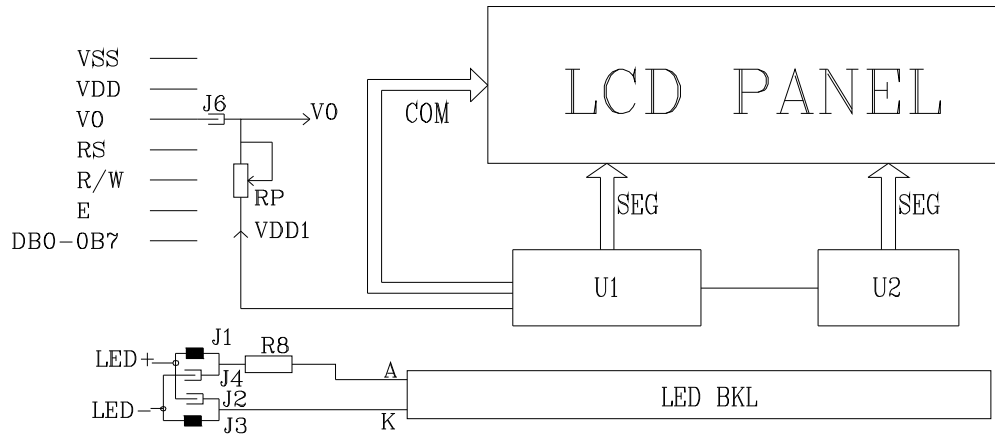 VSS
VDD
V0
J6
V0
RS
R/W
E
DB0-0B7
RP
VDD1
COM
LCD PANEL
SEG
SEG
U1
U2
J1
LED+
R8
J4
A
J2
LED-
J3
K
LED BKL